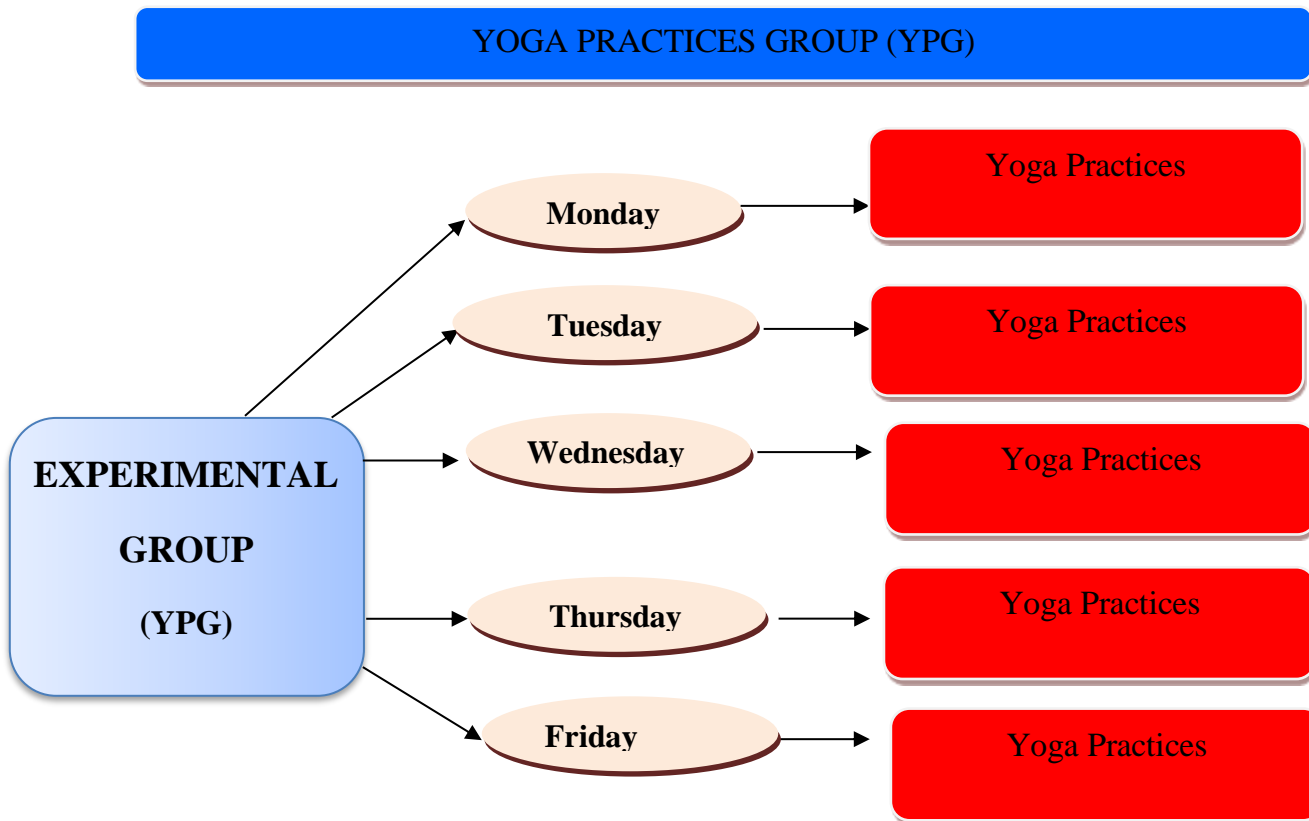 YOGA PRACTICES GROUP (YPG)
Monday
Yoga Practices
Tuesday
Yoga Practices
Wednesday
Yoga Practices
EXPERIMENTAL
GROUP
(YPG)
Thursday
Yoga Practices
Friday
Yoga Practices